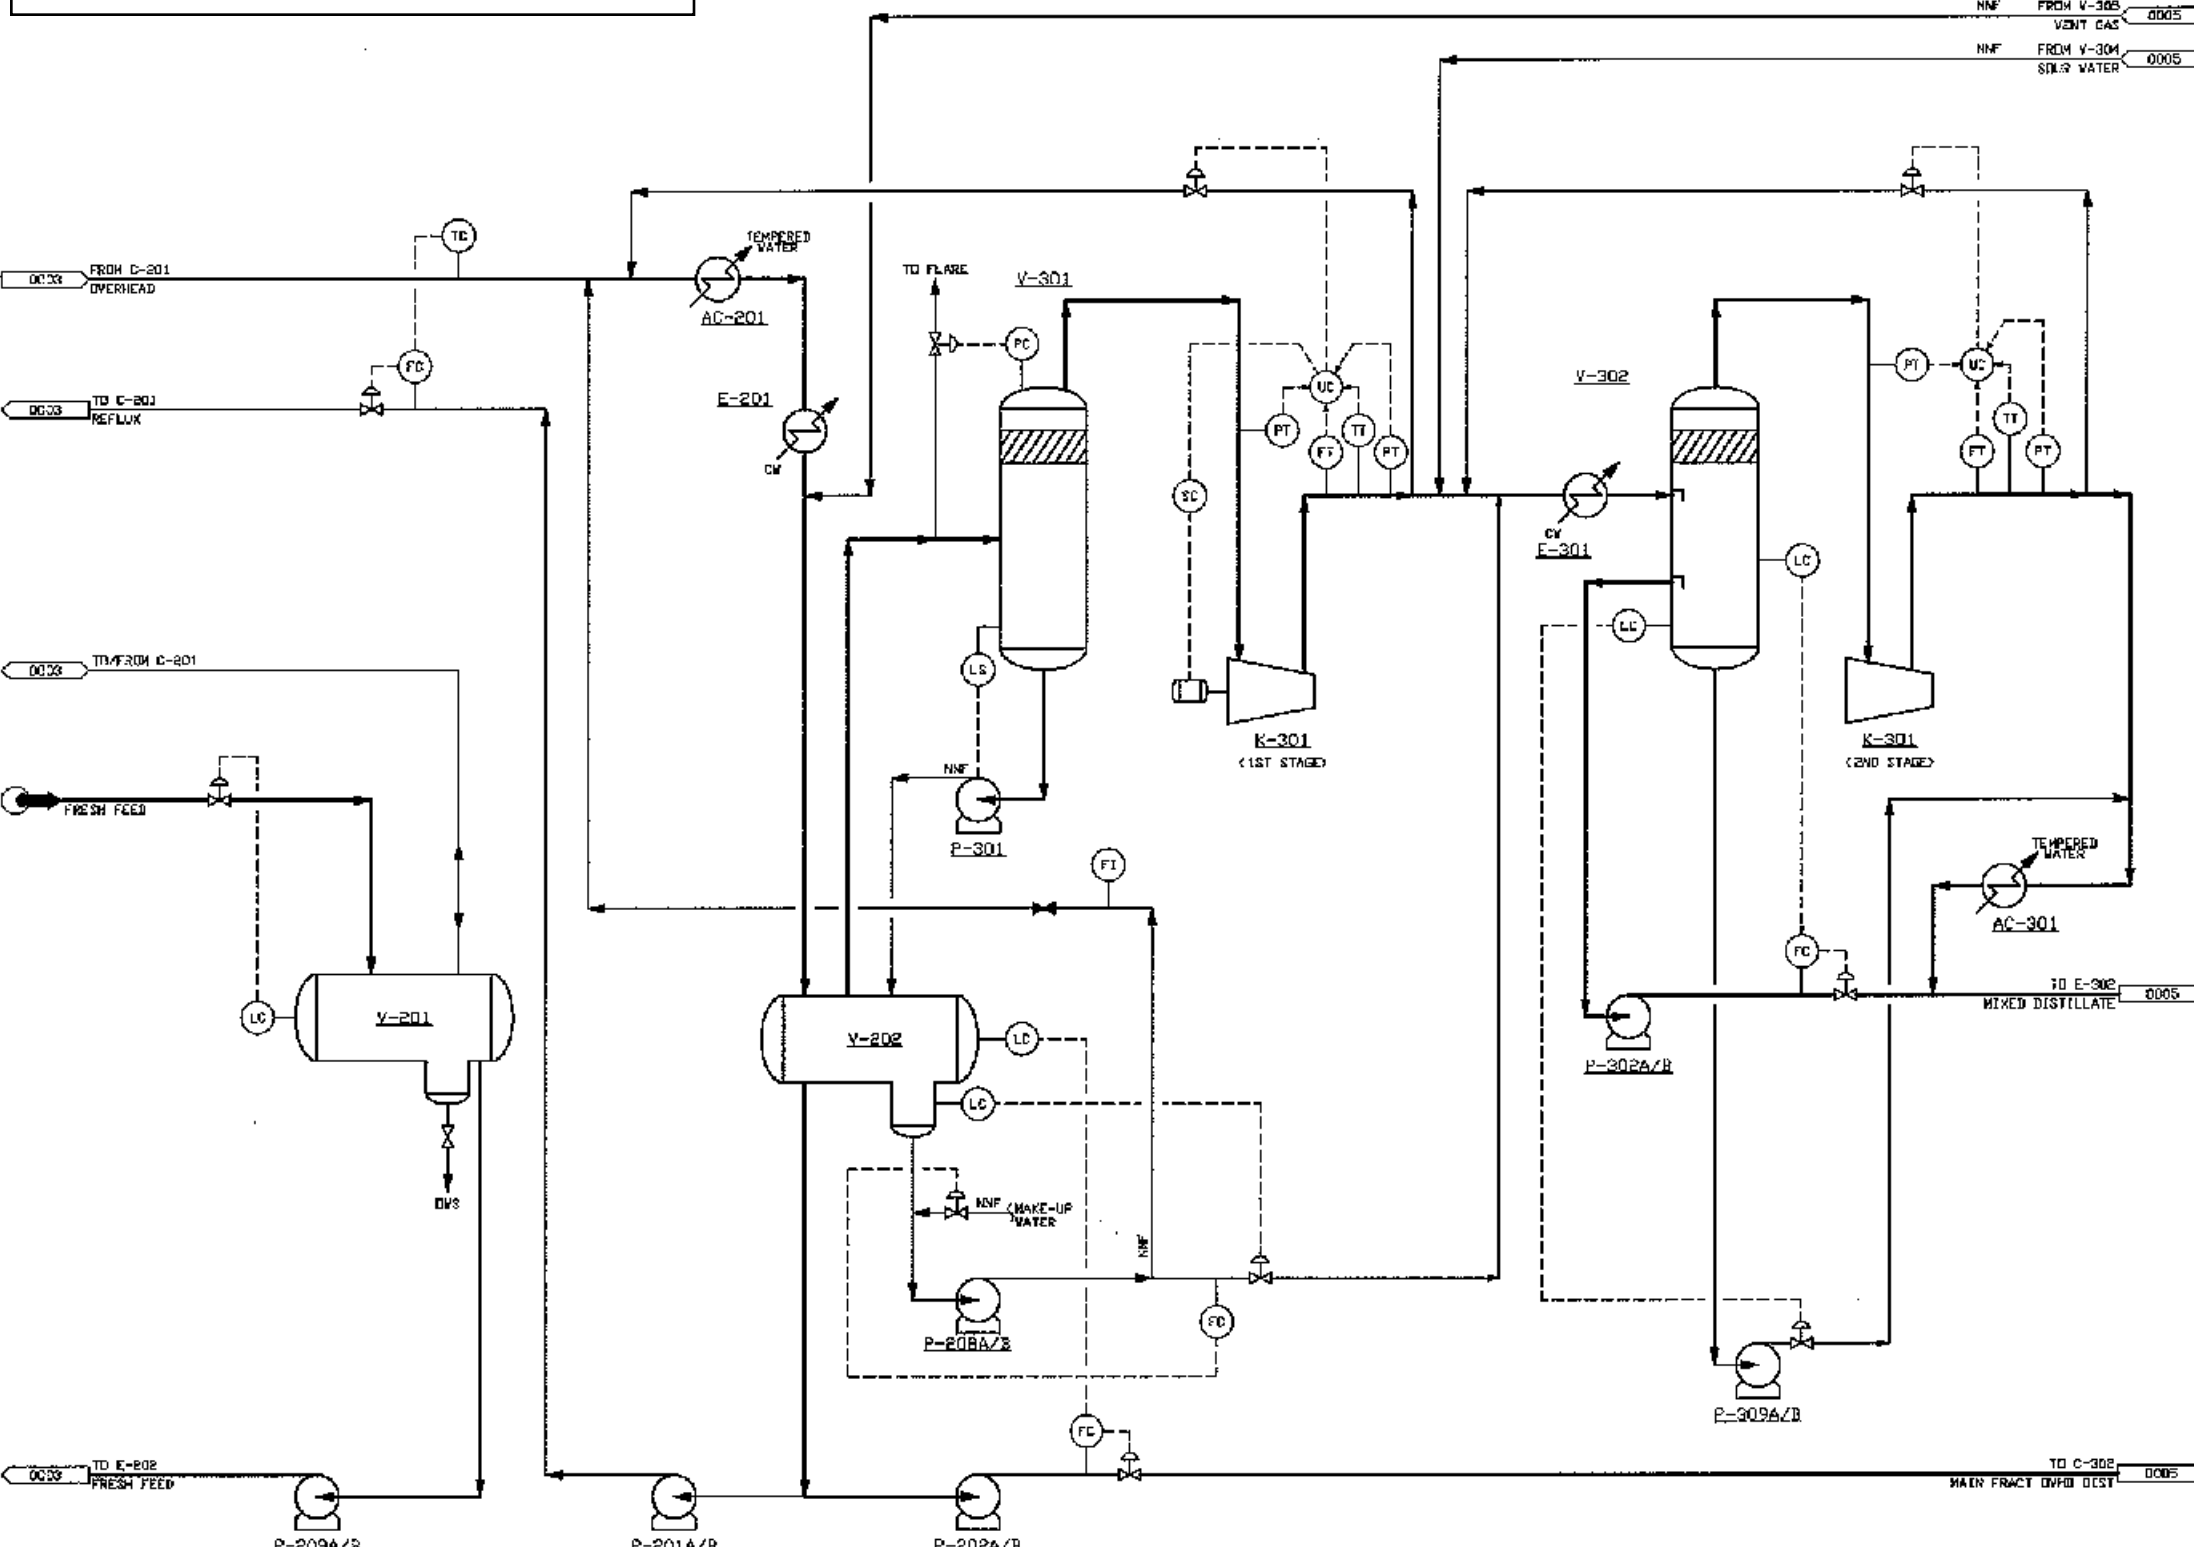 NNF FROM V-305 0005
VENT GAS
NNF FROM V-304 0005
SOUR WATER
TC
TEMPERED
WATER
0003 FROM C-201
OVERHEAD
AC-201
TO FLARE
V-301
PC
FC
0003 TO C-201
REFLUX
E-201
CW
UC
PT
FT
TT
PT
SC
V-302
PT
UC
TT
FT
PT
CW
E-301
LC
LC
0003 TO/FROM C-201
LS
K-301
(1ST STAGE)
K-301
(2ND STAGE)
FRESH FEED
NNF
P-301
FI
TEMPERED
WATER
AC-301
FC
TO E-302 0005
MIXED DISTILLATE
LC
V-201
V-202
LC
P-302A/B
LC
DWS
NNF MAKE-UP
WATER
NNF
P-208A/B
FC
P-309A/B
FC
0003 TO E-202
FRESH FEED
TO C-302 0005
MAIN FRACT OVHD DIST
P-209A/B
P-201A/B
P-202A/B